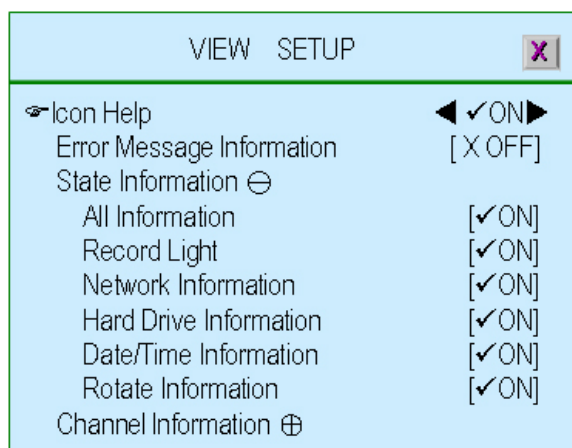 VIEW SETUP X
☞Icon Help ◀ ✓ON▶
Error Message Information [ X OFF]
State Information ⊖
All Information [✓ON]
Record Light [✓ON]
Network Information [✓ON]
Hard Drive Information [✓ON]
Date/Time Information [✓ON]
Rotate Information [✓ON]
Channel Information ⊕